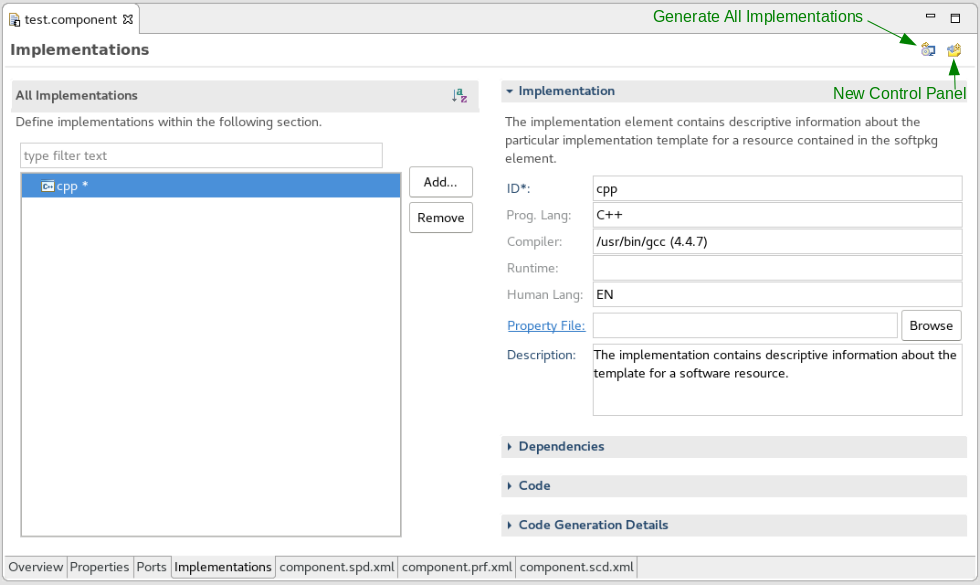 test.component
Generate All Implementations
Implementations
New Control Panel
All Implementations
Define implementations within the following section.
type filter text
cpp *
Add...
Remove
Implementation
The implementation element contains descriptive information about the
particular implementation template for a resource contained in the softpkg
element.
ID*: cpp
Prog. Lang: C++
Compiler: /usr/bin/gcc (4.4.7)
Runtime:
Human Lang: EN
Property File: Browse
Description: The implementation contains descriptive information about the
template for a software resource.
Dependencies
Code
Code Generation Details
Overview Properties Ports Implementations component.spd.xml component.prf.xml component.scd.xml